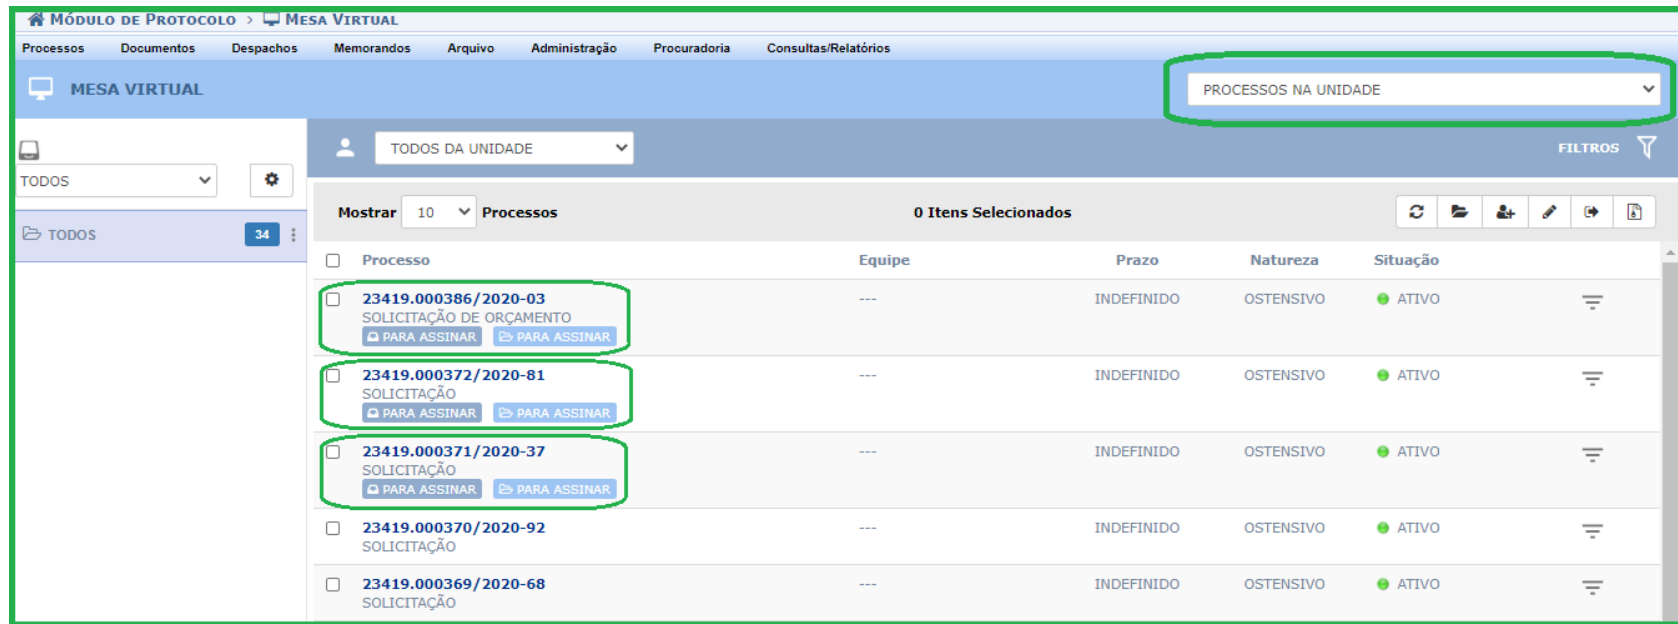 MÓDULO DE PROTOCOLO > MESA VIRTUAL
Processos Documentos Despachos Memorandos Arquivo Administração Procuradoria Consultas/Relatórios
MESA VIRTUAL
PROCESSOS NA UNIDADE
TODOS DA UNIDADE
FILTROS
TODOS
Mostrar 10 Processos 0 Itens Selecionados
TODOS 34
Processo Equipe Prazo Natureza Situação
23419.000386/2020-03 --- INDEFINIDO OSTENSIVO ATIVO
SOLICITAÇÃO DE ORÇAMENTO
PARA ASSINAR PARA ASSINAR
23419.000372/2020-81 --- INDEFINIDO OSTENSIVO ATIVO
SOLICITAÇÃO
PARA ASSINAR PARA ASSINAR
23419.000371/2020-37 --- INDEFINIDO OSTENSIVO ATIVO
SOLICITAÇÃO
PARA ASSINAR PARA ASSINAR
23419.000370/2020-92 --- INDEFINIDO OSTENSIVO ATIVO
SOLICITAÇÃO
23419.000369/2020-68 --- INDEFINIDO OSTENSIVO ATIVO
SOLICITAÇÃO